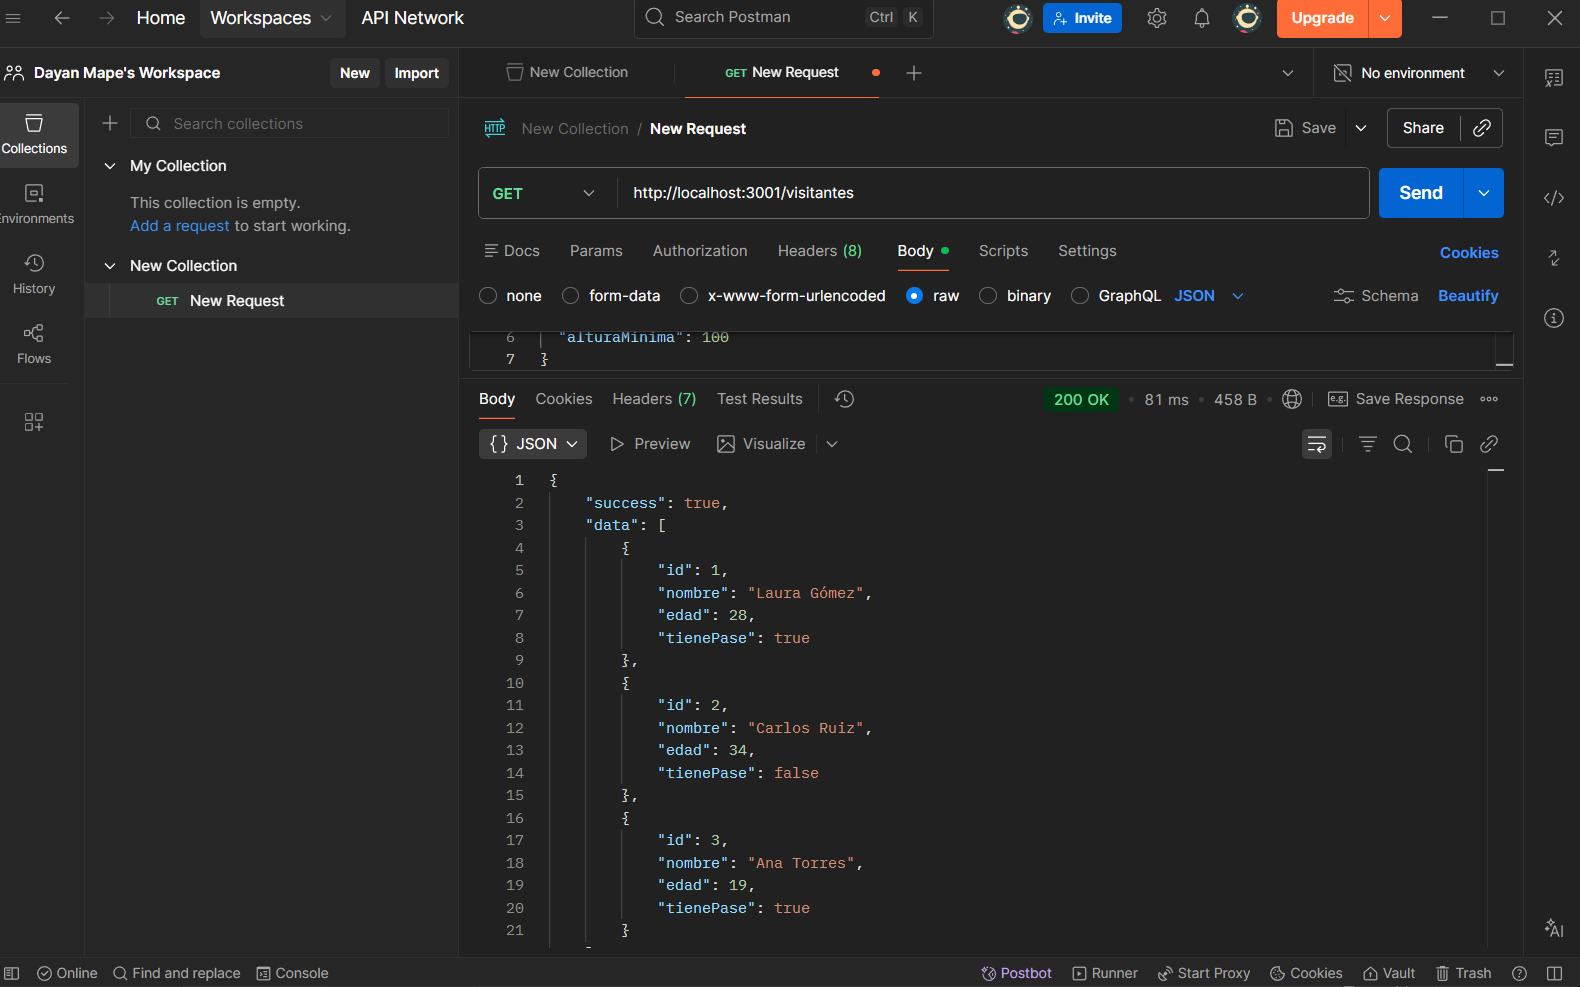 Home Workspaces API Network Search Postman Ctrl K Invite Upgrade
Dayan Mape's Workspace New Import
New Collection GET New Request No environment
Search collections
Collections
Environments
History
Flows
My Collection
This collection is empty.
Add a request to start working.
New Collection
GET New Request
HTTP New Collection / New Request Save Share
GET http://localhost:3001/visitantes Send
Docs Params Authorization Headers (8) Body Scripts Settings Cookies
none form-data x-www-form-urlencoded raw binary GraphQL JSON Schema Beautify
6 "alturaMinima": 100
7 }
Body Cookies Headers (7) Test Results 200 OK • 81 ms • 458 B • e.g. Save Response
{} JSON Preview Visualize
1 {
2 "success": true,
3 "data": [
4 {
5 "id": 1,
6 "nombre": "Laura Gómez",
7 "edad": 28,
8 "tienePase": true
9 },
10 {
11 "id": 2,
12 "nombre": "Carlos Ruiz",
13 "edad": 34,
14 "tienePase": false
15 },
16 {
17 "id": 3,
18 "nombre": "Ana Torres",
19 "edad": 19,
20 "tienePase": true
21 }
AI
Online Find and replace Console Postbot Runner Start Proxy Cookies Vault Trash